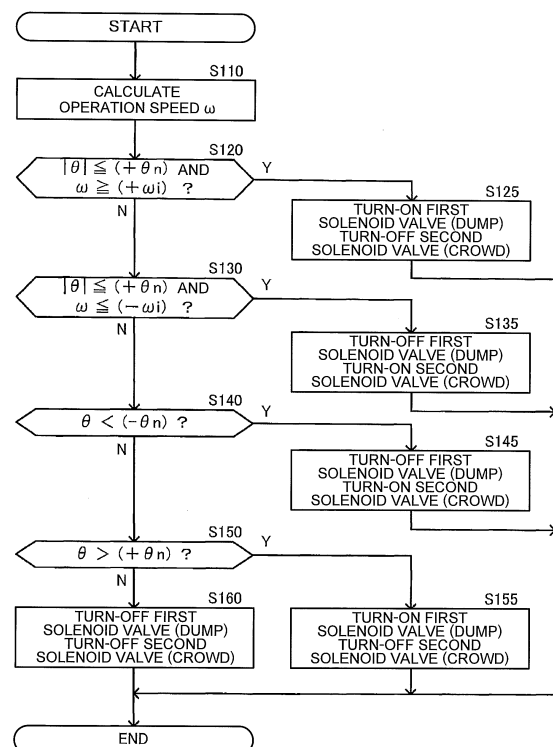 START
S110
CALCULATE
OPERATION SPEED ω
S120
|θ| ≦ (+θn) AND
ω ≧ (+ωi) ?
Y
N
S125
TURN-ON FIRST
SOLENOID VALVE (DUMP)
TURN-OFF SECOND
SOLENOID VALVE (CROWD)
S130
|θ| ≦ (+θn) AND
ω ≦ (-ωi) ?
Y
N
S135
TURN-OFF FIRST
SOLENOID VALVE (DUMP)
TURN-ON SECOND
SOLENOID VALVE (CROWD)
S140
θ < (-θn) ?
Y
N
S145
TURN-OFF FIRST
SOLENOID VALVE (DUMP)
TURN-ON SECOND
SOLENOID VALVE (CROWD)
S150
θ > (+θn) ?
Y
N
S160
TURN-OFF FIRST
SOLENOID VALVE (DUMP)
TURN-OFF SECOND
SOLENOID VALVE (CROWD)
S155
TURN-ON FIRST
SOLENOID VALVE (DUMP)
TURN-OFF SECOND
SOLENOID VALVE (CROWD)
END